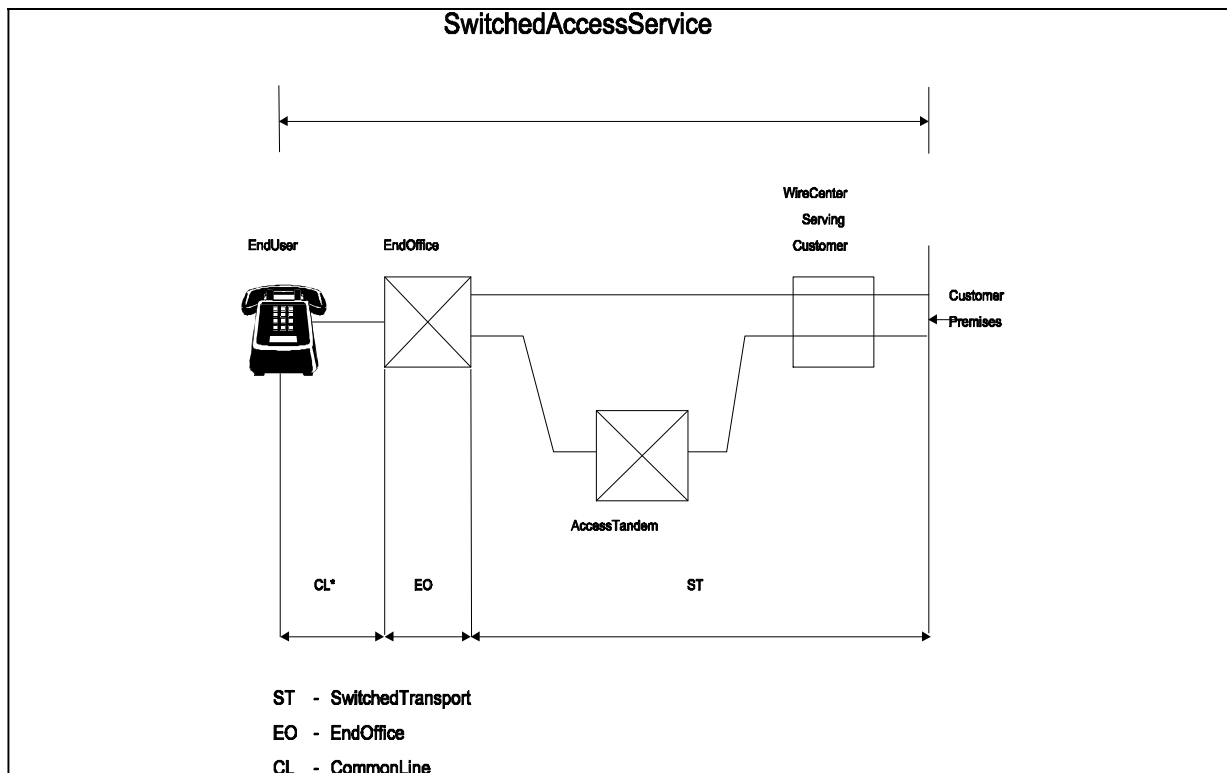 SwitchedAccessService
WireCenter
Serving
Customer
EndUser
EndOffice
Customer
Premises
AccessTandem
CL*
EO
ST
ST - SwitchedTransport
EO - EndOffice
CL - CommonLine